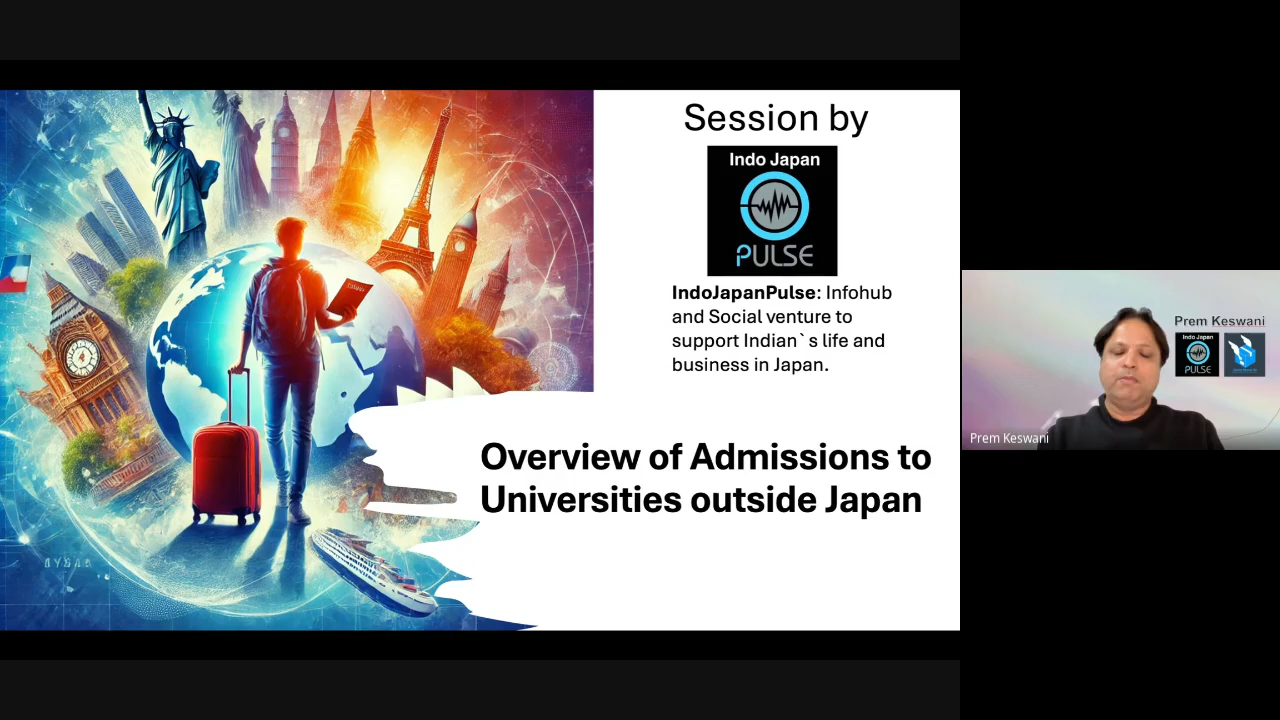 Session by
Indo Japan
PULSE
IndoJapanPulse: Infohub
and Social venture to
support Indian`s life and
business in Japan.
Overview of Admissions to
Universities outside Japan
Prem Keswani
Indo Japan
PULSE
Prem Keswani